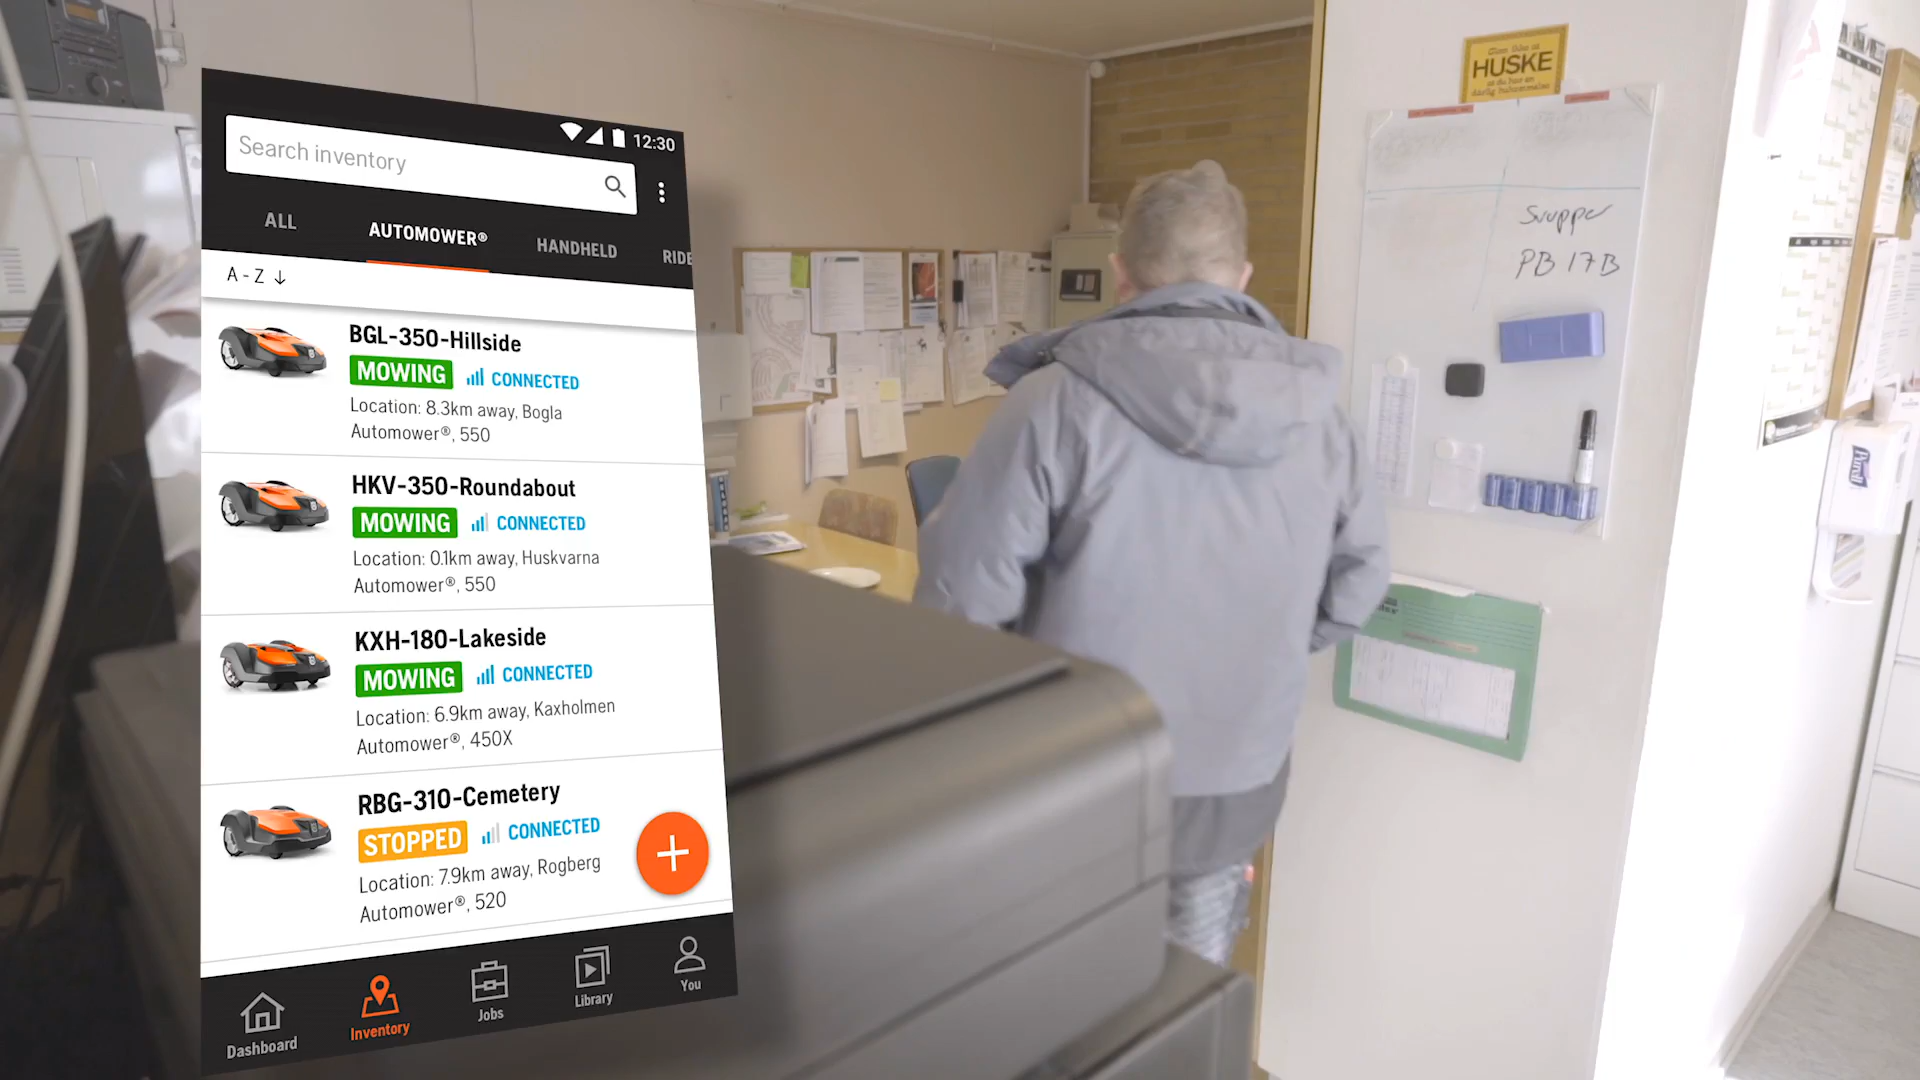 12:30
Search inventory
ALL AUTOMOWER® HANDHELD RIDE
A - Z ↓
BGL-350-Hillside
MOWING CONNECTED
Location: 8.3km away, Bogla
Automower®, 550
HKV-350-Roundabout
MOWING CONNECTED
Location: 0.1km away, Huskvarna
Automower®, 550
KXH-180-Lakeside
MOWING CONNECTED
Location: 6.9km away, Kaxholmen
Automower®, 450X
RBG-310-Cemetery
STOPPED CONNECTED
Location: 7.9km away, Rogberg
Automower®, 520
Dashboard Inventory Jobs Library You
HUSKE
PB 17B
Purell